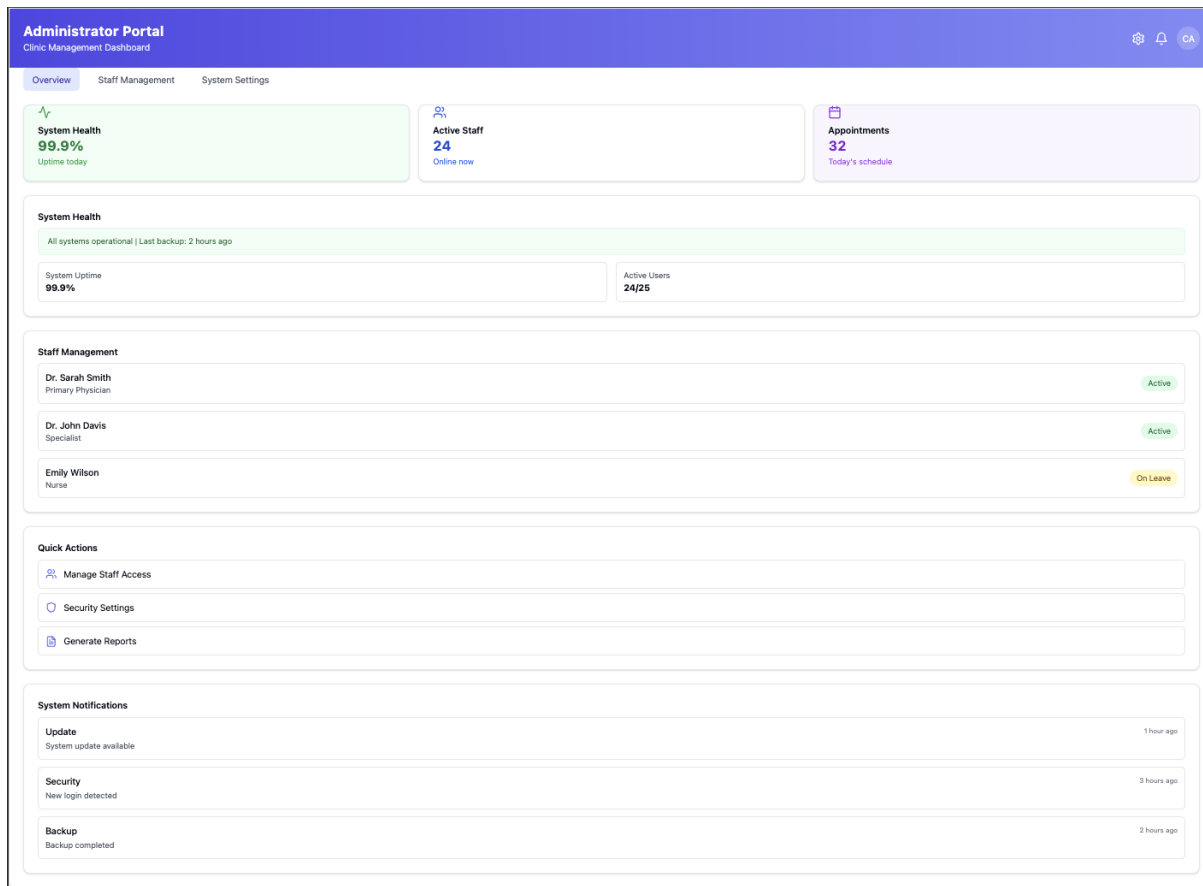 Administrator Portal
Clinic Management Dashboard
CA
Overview
Staff Management
System Settings
System Health
99.9%
Uptime today
Active Staff
24
Online now
Appointments
32
Today's schedule
System Health
All systems operational | Last backup: 2 hours ago
System Uptime
99.9%
Active Users
24/25
Staff Management
Dr. Sarah Smith
Primary Physician
Active
Dr. John Davis
Specialist
Active
Emily Wilson
Nurse
On Leave
Quick Actions
Manage Staff Access
Security Settings
Generate Reports
System Notifications
Update
1 hour ago
System update available
Security
3 hours ago
New login detected
Backup
2 hours ago
Backup completed